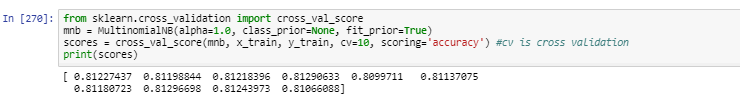 In [270]: from sklearn.cross_validation import cross_val_score
mnb = MultinomialNB(alpha=1.0, class_prior=None, fit_prior=True)
scores = cross_val_score(mnb, x_train, y_train, cv=10, scoring='accuracy') #cv is cross validation
print(scores)
[ 0.81227437 0.81198844 0.81218396 0.81290633 0.8099711 0.81137075
0.81180723 0.81296698 0.81243973 0.81066088]